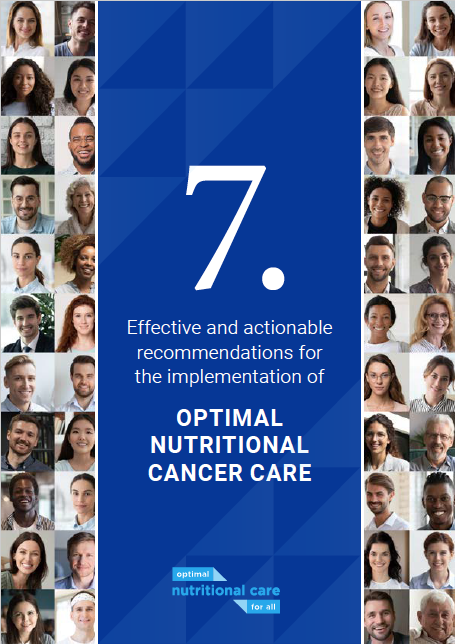 7.
Effective and actionable
recommendations for
the implementation of
OPTIMAL
NUTRITIONAL
CANCER CARE
optimal
nutritional care
for all